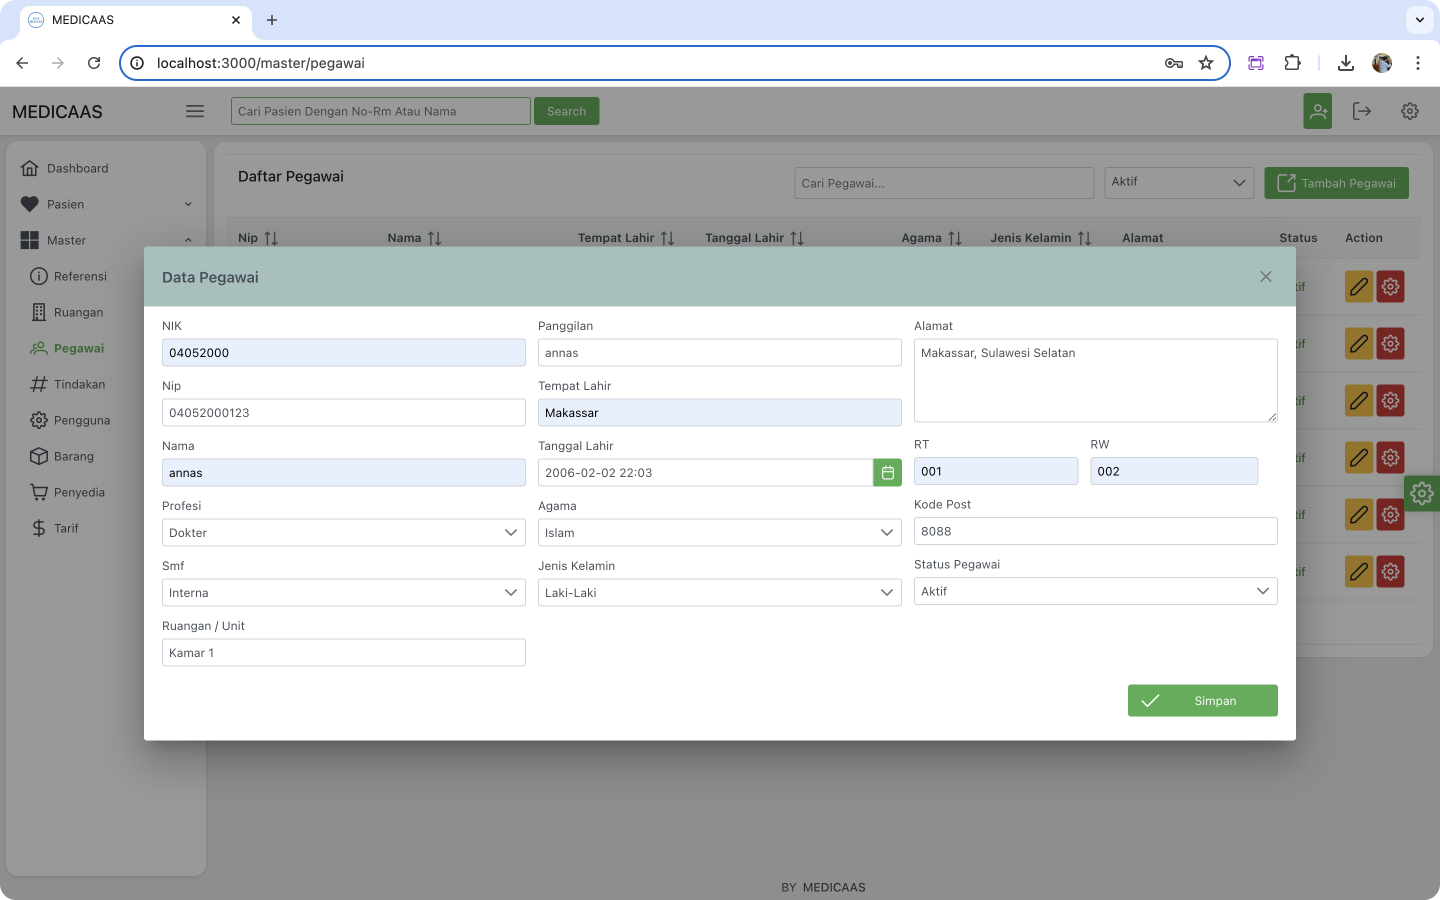 MEDICAAS
localhost:3000/master/pegawai
MEDICAAS
Cari Pasien Dengan No-Rm Atau Nama
Search
Dashboard
Pasien
Master
Referensi
Ruangan
Pegawai
Tindakan
Pengguna
Barang
Penyedia
Tarif
Daftar Pegawai
Cari Pegawai...
Aktif
Tambah Pegawai
Nip Nama Tempat Lahir Tanggal Lahir Agama Jenis Kelamin Alamat Status Action
Data Pegawai
NIK
04052000
Nip
04052000123
Nama
annas
Profesi
Dokter
Smf
Interna
Ruangan / Unit
Kamar 1
Panggilan
annas
Tempat Lahir
Makassar
Tanggal Lahir
2006-02-02 22:03
Agama
Islam
Jenis Kelamin
Laki-Laki
Alamat
Makassar, Sulawesi Selatan
RT
001
RW
002
Kode Post
8088
Status Pegawai
Aktif
Simpan
BY MEDICAAS